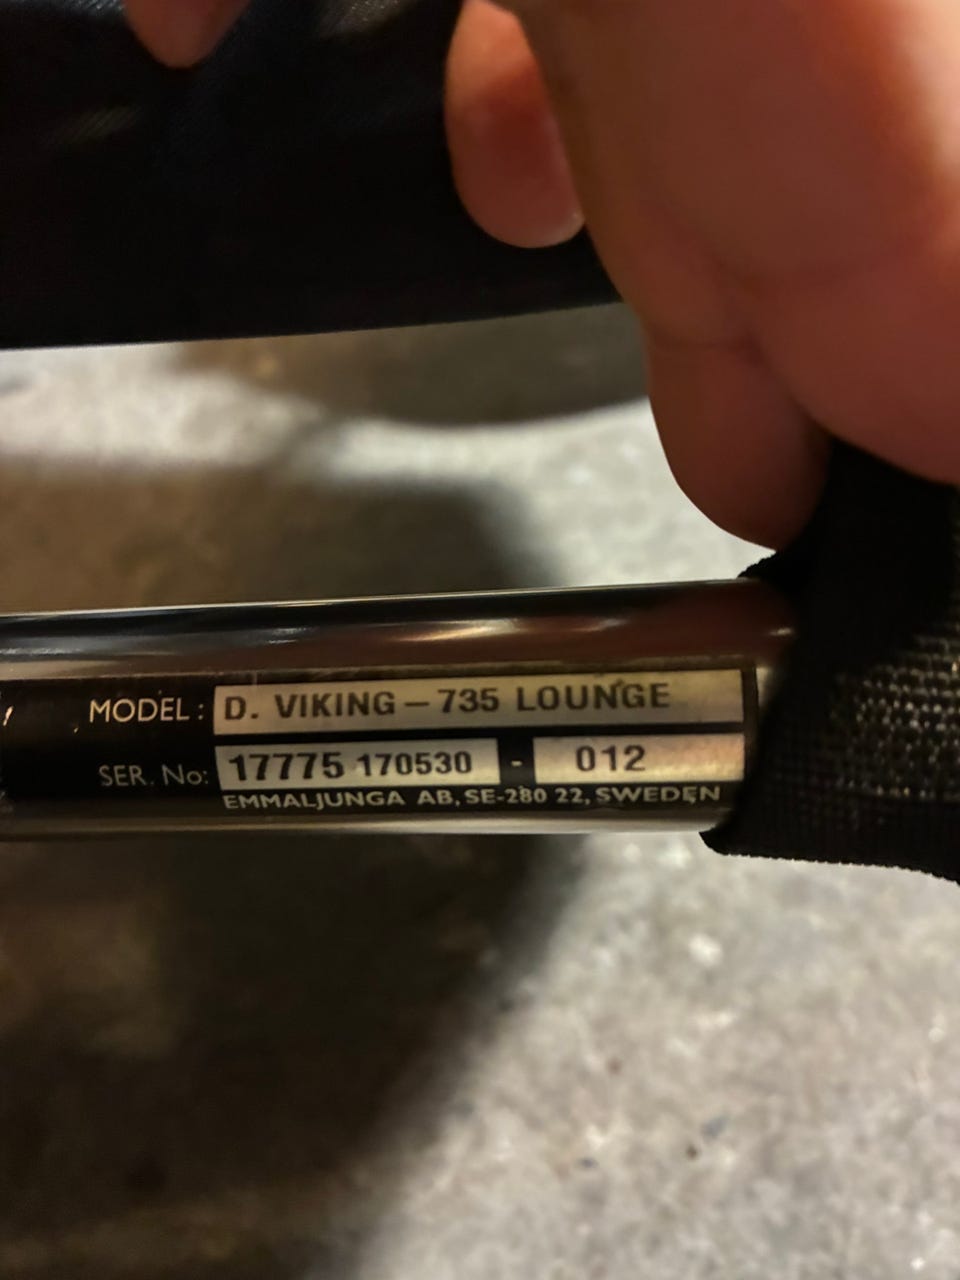 MODEL: D. VIKING – 735 LOUNGE
SER. No: 17775 170530 - 012
EMMALJUNGA AB, SE-280 22, SWEDEN